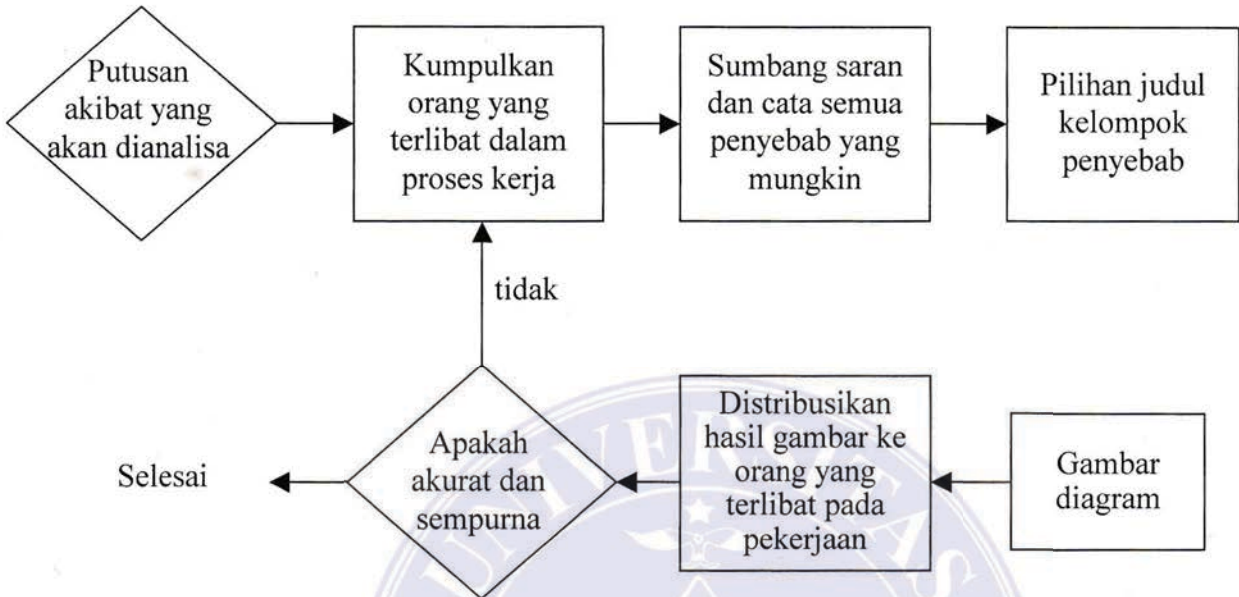 Putusan
akibat yang
akan dianalisa
Kumpulkan
orang yang
terlibat dalam
proses kerja
Sumbang saran
dan cata semua
penyebab yang
mungkin
Pilihan judul
kelompok
penyebab
tidak
Selesai
Apakah
akurat dan
sempurna
Distribusikan
hasil gambar ke
orang yang
terlibat pada
pekerjaan
Gambar
diagram
UNIVERSITAS